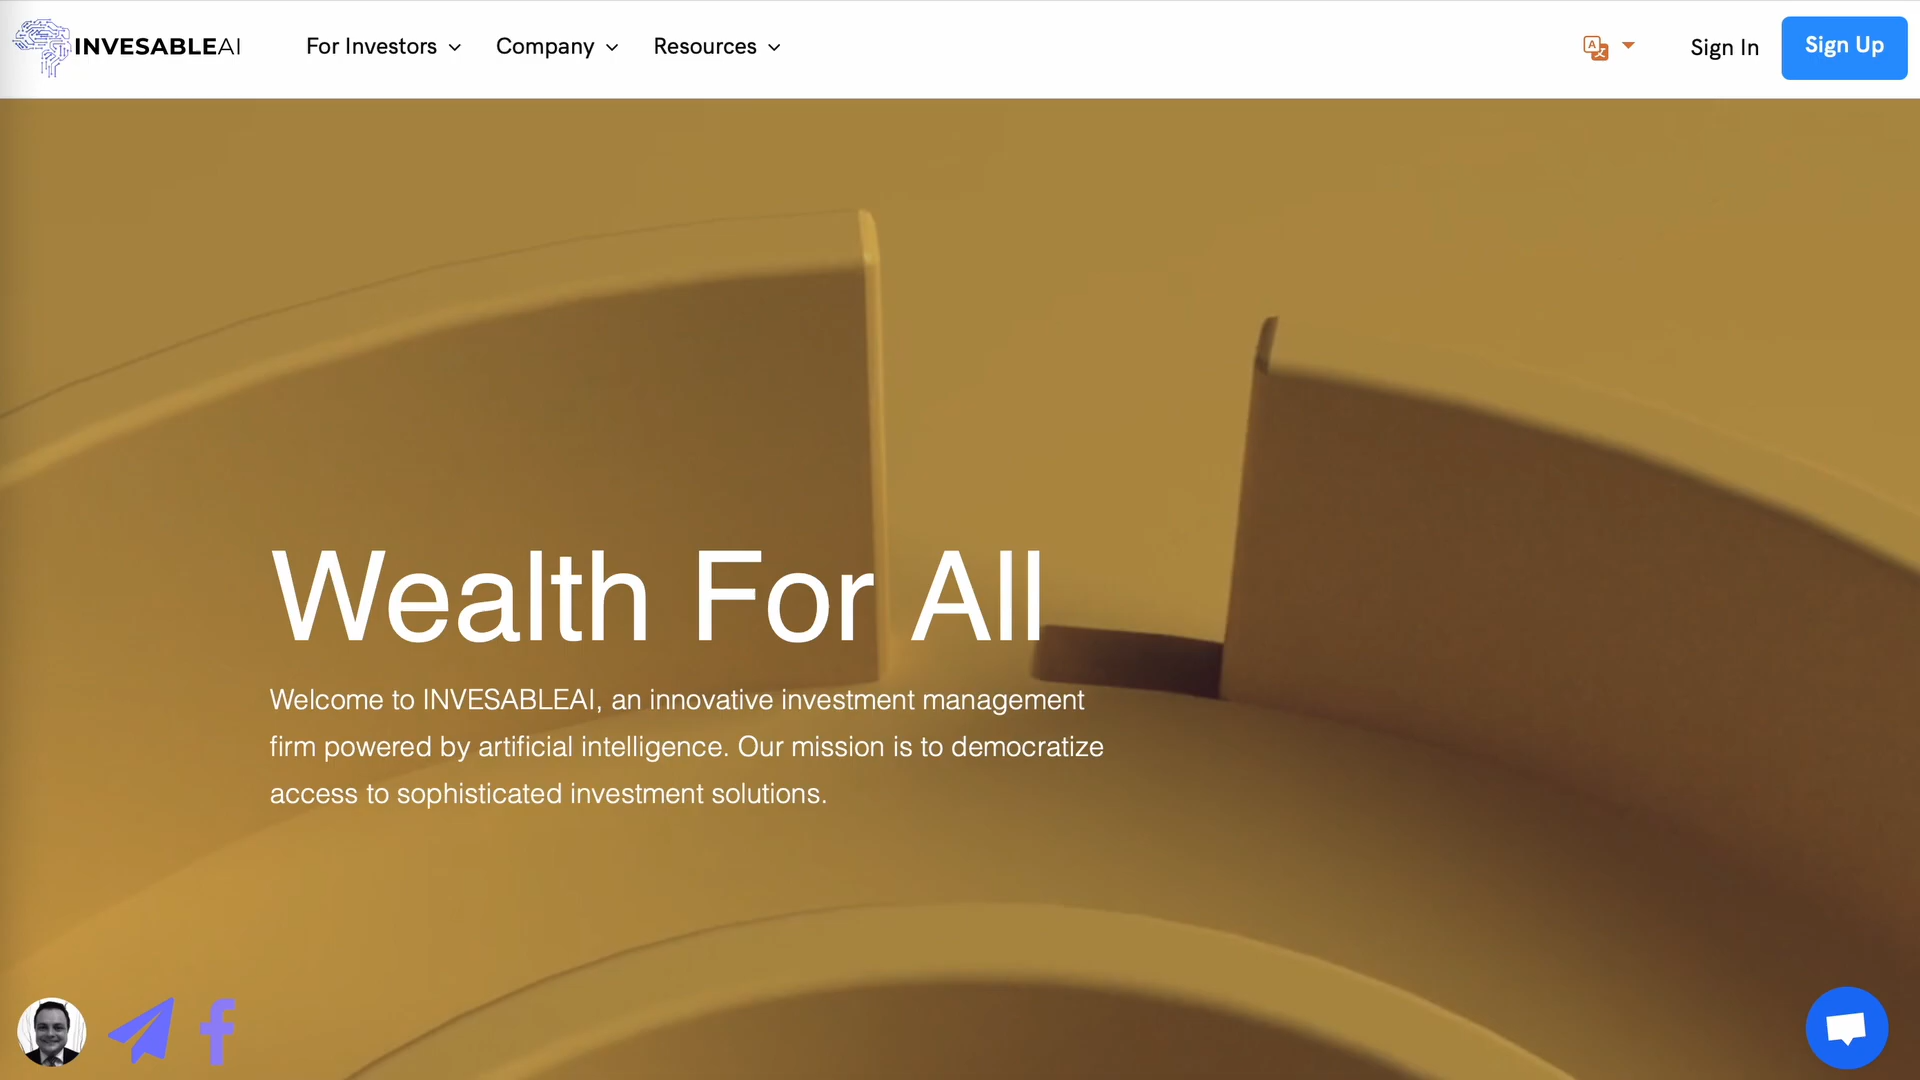 INVESABLEAI
For Investors
Company
Resources
Sign In
Sign Up
Wealth For All
Welcome to INVESABLEAI, an innovative investment management
firm powered by artificial intelligence. Our mission is to democratize
access to sophisticated investment solutions.